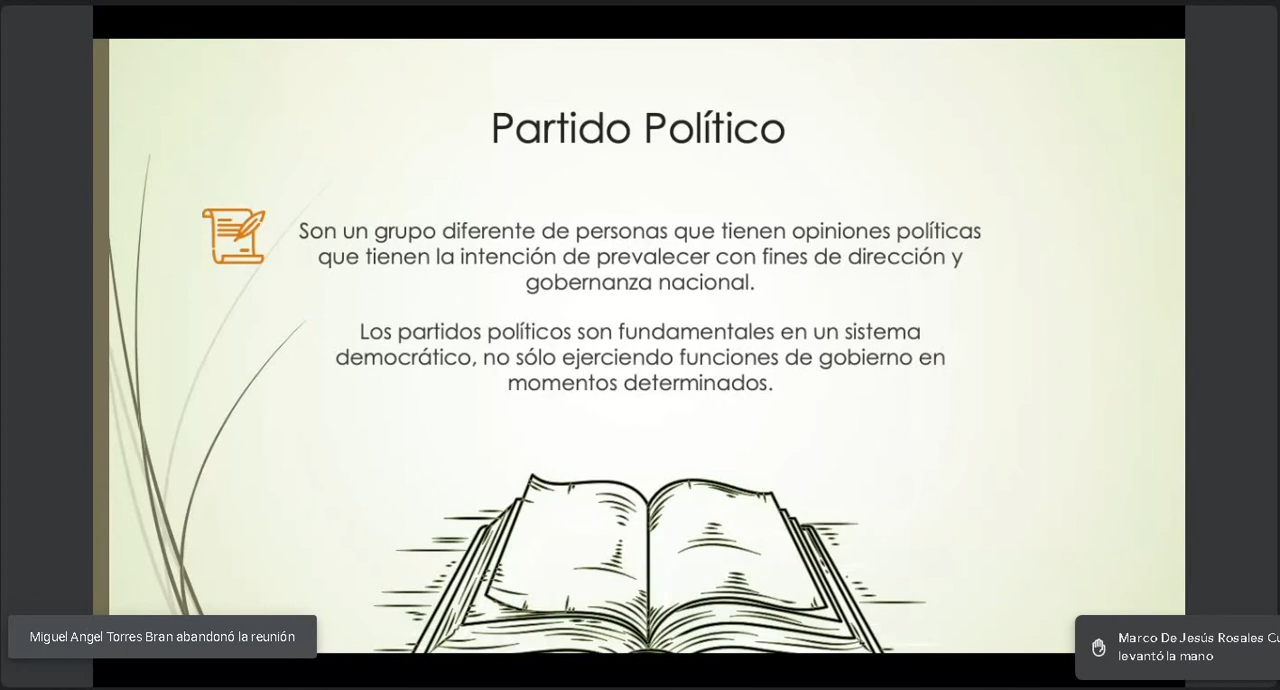 Partido Político
Son un grupo diferente de personas que tienen opiniones políticas
que tienen la intención de prevalecer con fines de dirección y
gobernanza nacional.
Los partidos políticos son fundamentales en un sistema
democrático, no sólo ejerciendo funciones de gobierno en
momentos determinados.
Miguel Angel Torres Bran abandonó la reunión
Marco De Jesús Rosales
levantó la mano